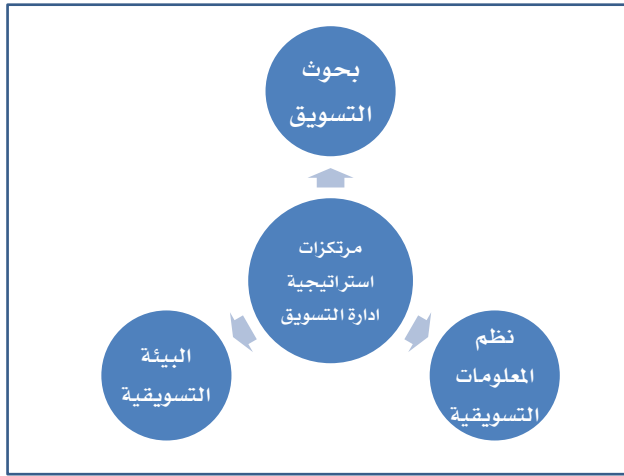 بحوث
التسويق
مرتكزات
استراتيجية
ادارة التسويق
نظم
المعلومات
التسويقية
البيئة
التسويقية